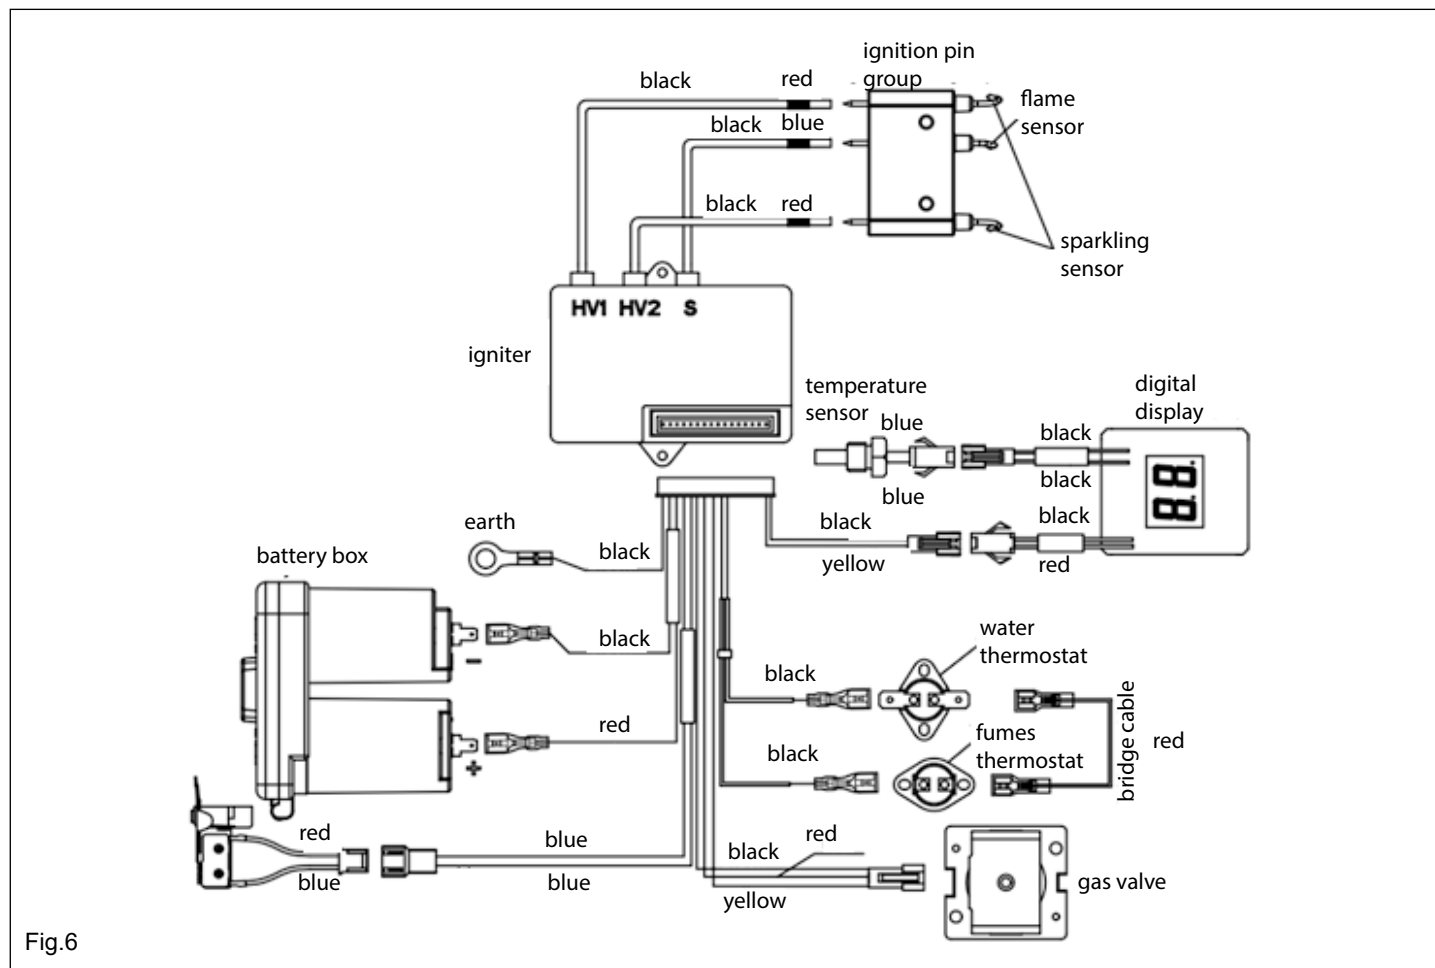 ignition pin
group
black
red
flame
sensor
black
blue
black
red
sparkling
sensor
HV1 HV2 S
igniter
temperature
sensor
digital
display
blue
black
88
blue
black
earth
black
black
black
yellow
red
battery box
black
-
water
thermostat
black
red
+
fumes
thermostat
black
bridge cable
red
red
blue
blue
blue
black
red
yellow
gas valve
Fig.6